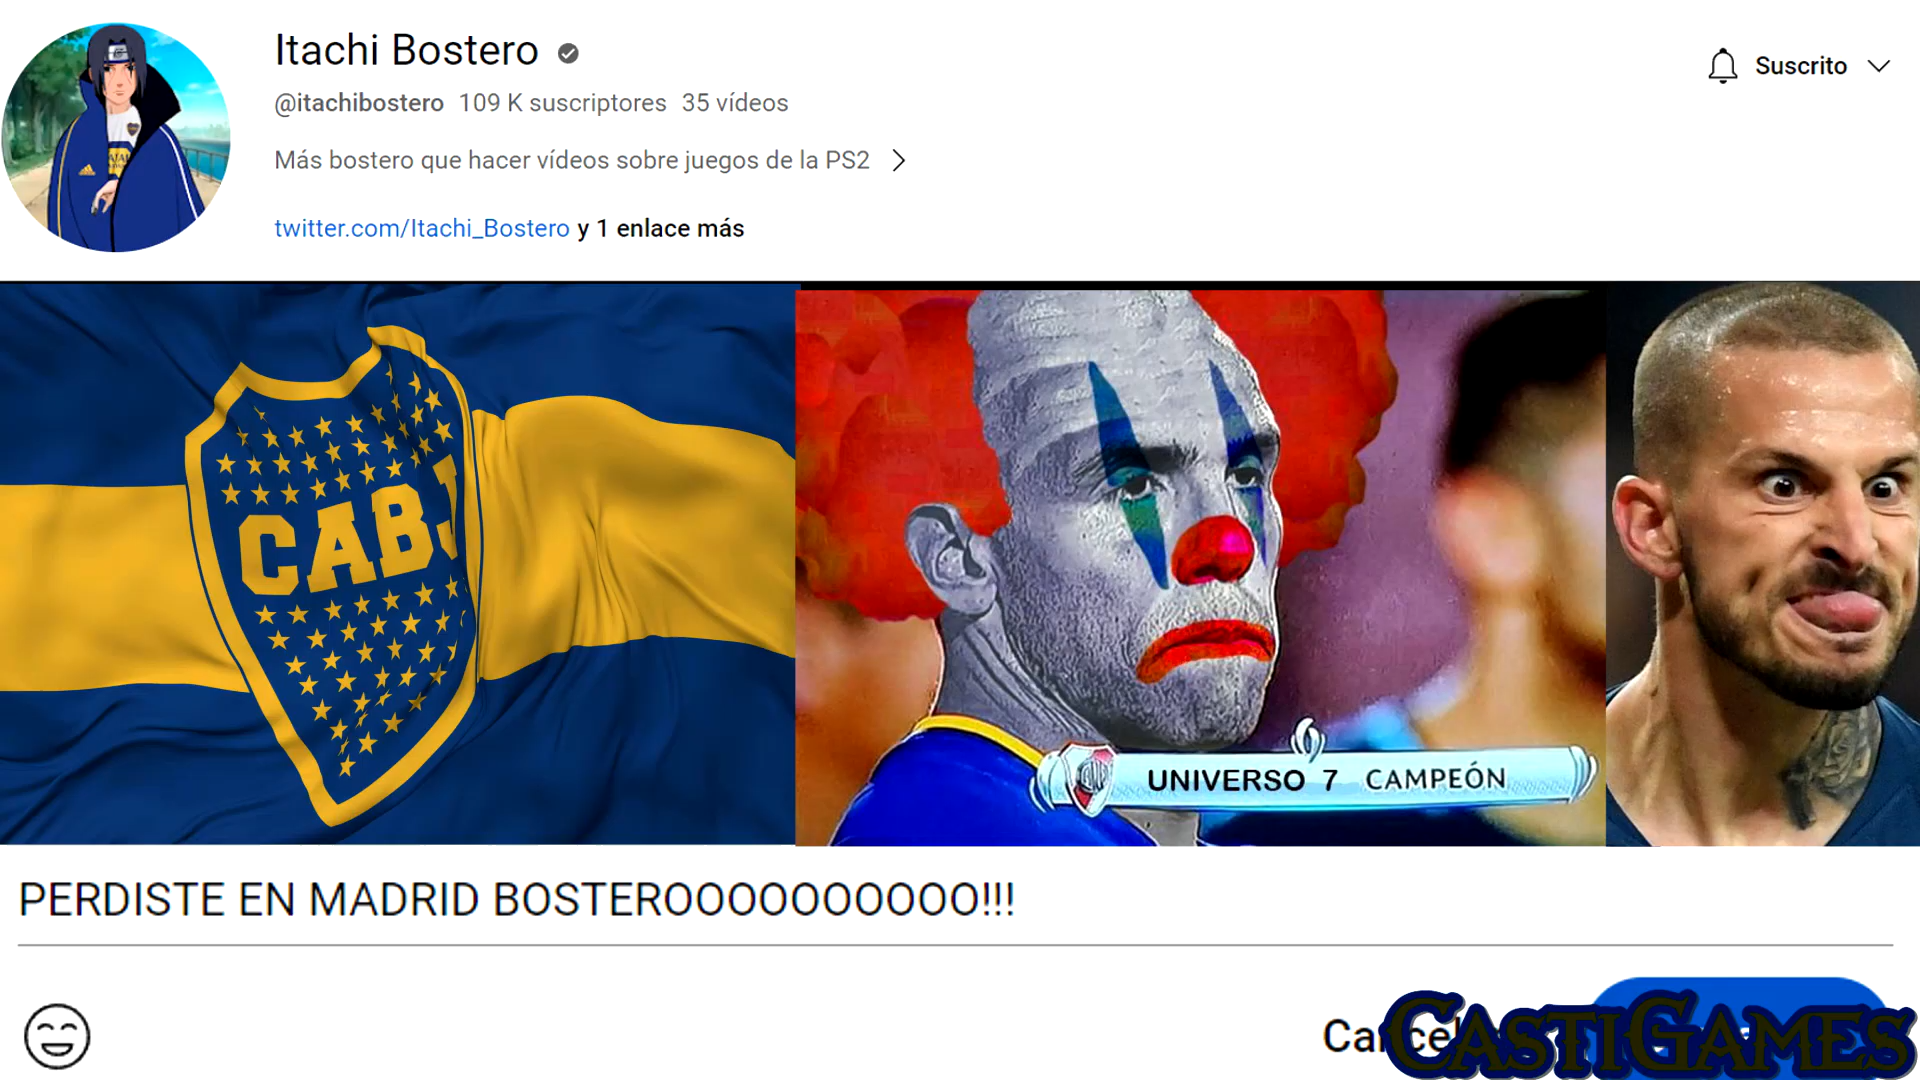 Itachi Bostero
@itachibostero 109 K suscriptores 35 vídeos
Suscrito
Más bostero que hacer vídeos sobre juegos de la PS2
twitter.com/Itachi_Bostero y 1 enlace más
CABJ
UNIVERSO 7 CAMPEÓN
PERDISTE EN MADRID BOSTEROOOOOOOOOO!!!
CASTIGAMES